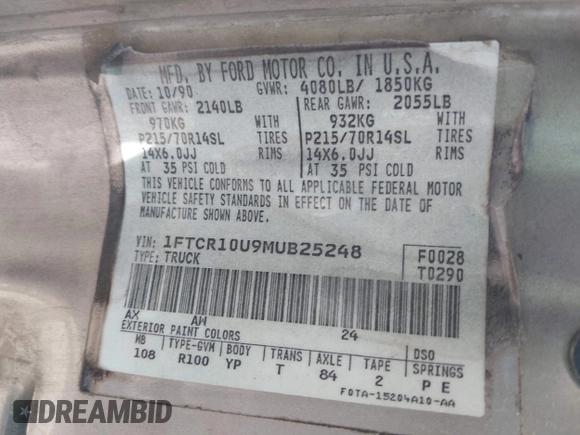 MFD. BY FORD MOTOR CO. IN U.S.A.
DATE: 10/90 GVWR: 4080LB/ 1850KG
FRONT GAWR: 2140LB REAR GAWR: 2055LB
970KG WITH 932KG WITH
P215/70R14SL TIRES P215/70R14SL TIRES
14X6.0JJ RIMS 14X6.0JJ RIMS
AT 35 PSI COLD AT 35 PSI COLD
THIS VEHICLE CONFORMS TO ALL APPLICABLE FEDERAL MOTOR
VEHICLE SAFETY STANDARDS IN EFFECT ON THE DATE OF
MANUFACTURE SHOWN ABOVE.
VIN: 1FTCR10U9MUB25248 F0028
TYPE: TRUCK T0290
AX AM 24
EXTERIOR PAINT COLORS DSO
WB TYPE-GVM BODY TRANS AXLE TAPE SPRINGS
108 R100 YP T 84 2 P E
F0TA-15204A10-AA
DREAMBID